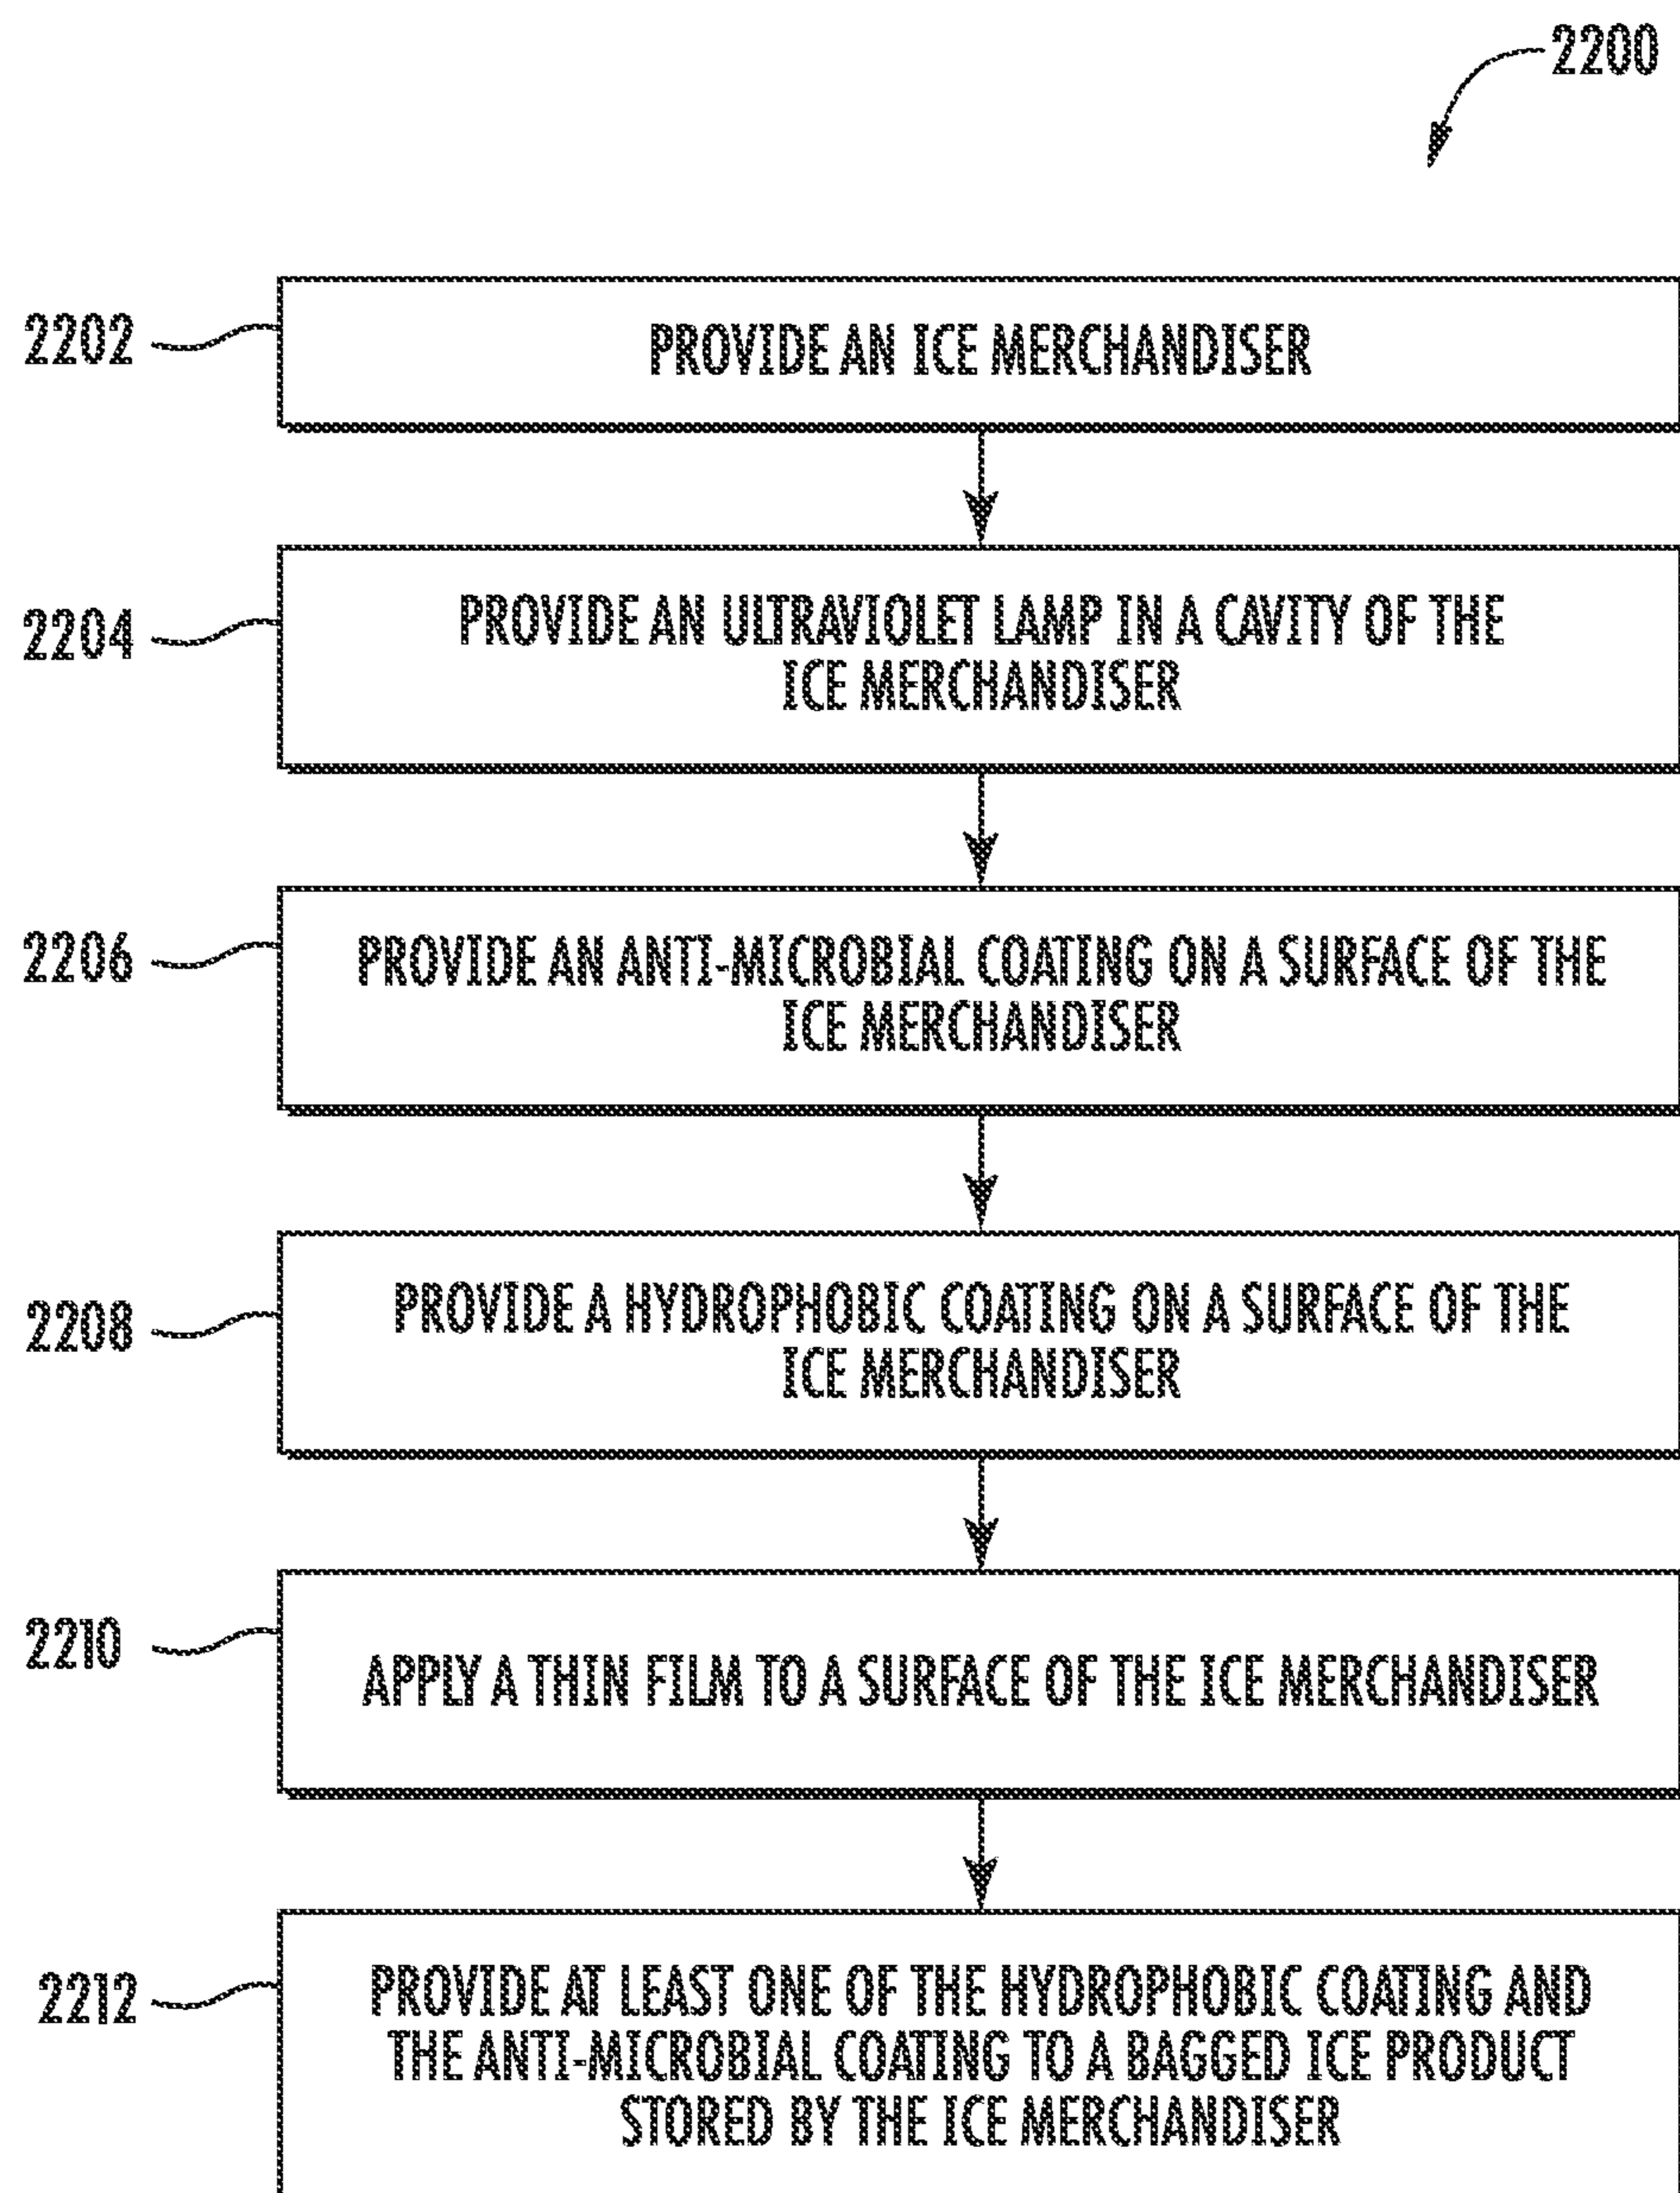 2200
2202
PROVIDE AN ICE MERCHANDISER
2204
PROVIDE AN ULTRAVIOLET LAMP IN A CAVITY OF THE
ICE MERCHANDISER
2206
PROVIDE AN ANTI-MICROBIAL COATING ON A SURFACE OF THE
ICE MERCHANDISER
2208
PROVIDE A HYDROPHOBIC COATING ON A SURFACE OF THE
ICE MERCHANDISER
2210
APPLY A THIN FILM TO A SURFACE OF THE ICE MERCHANDISER
2212
PROVIDE AT LEAST ONE OF THE HYDROPHOBIC COATING AND
THE ANTI-MICROBIAL COATING TO A BAGGED ICE PRODUCT
STORED BY THE ICE MERCHANDISER